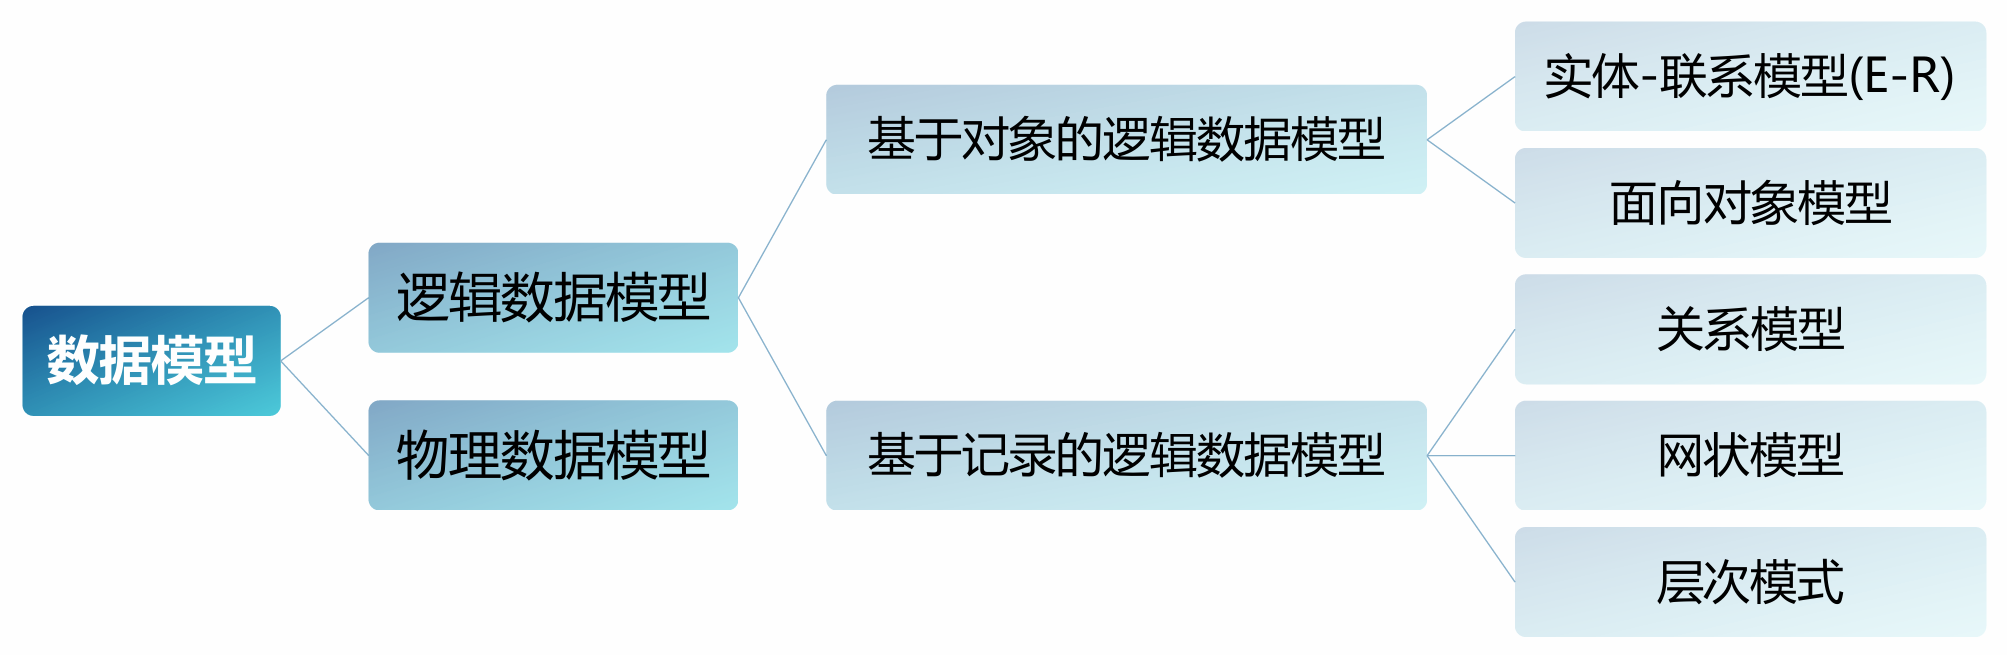 数据模型
逻辑数据模型
物理数据模型
基于对象的逻辑数据模型
基于记录的逻辑数据模型
实体-联系模型(E-R)
面向对象模型
关系模型
网状模型
层次模式